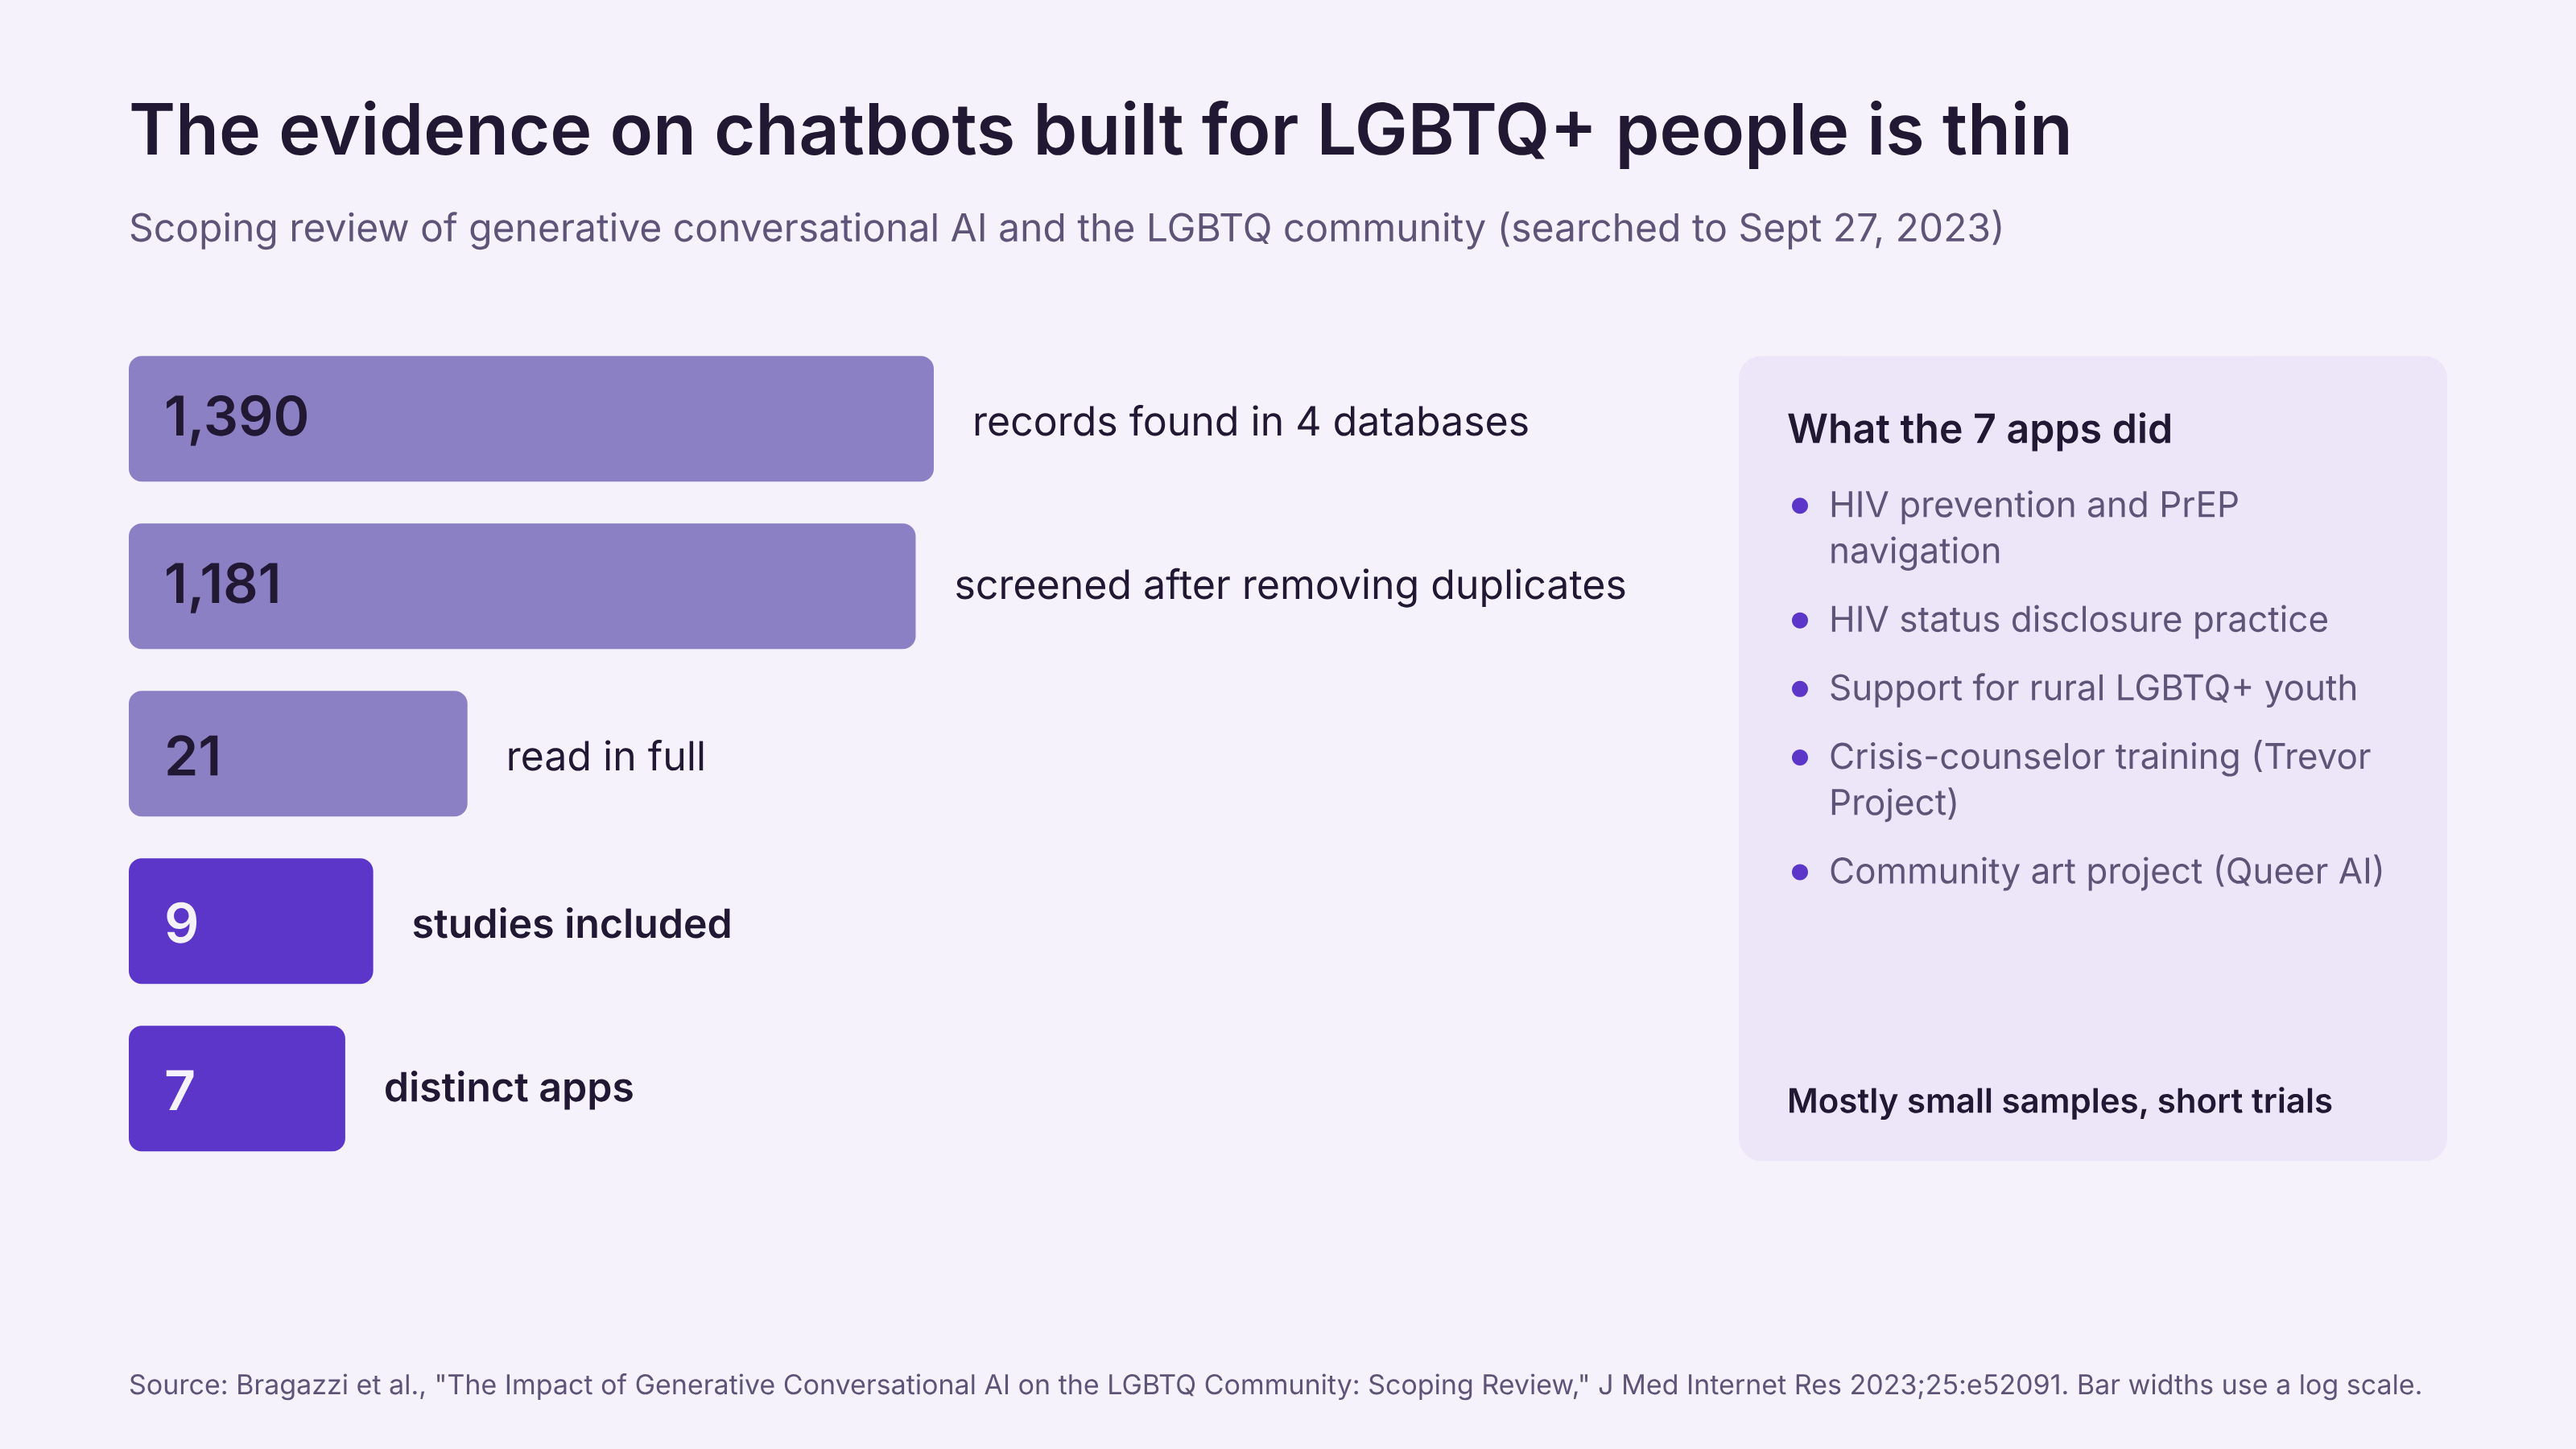 The evidence on chatbots built for LGBTQ+ people is thin
Scoping review of generative conversational AI and the LGBTQ community (searched to Sept 27, 2023)
1,390
records found in 4 databases
1,181
screened after removing duplicates
21
read in full
9
studies included
7
distinct apps
What the 7 apps did
• HIV prevention and PrEP
navigation
• HIV status disclosure practice
• Support for rural LGBTQ+ youth
• Crisis-counselor training (Trevor
Project)
• Community art project (Queer AI)
Mostly small samples, short trials
Source: Bragazzi et al., "The Impact of Generative Conversational AI on the LGBTQ Community: Scoping Review," J Med Internet Res 2023;25:e52091. Bar widths use a log scale.